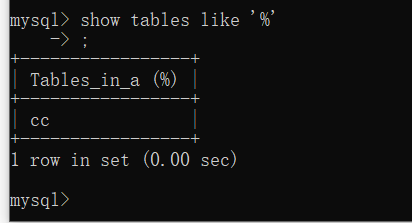 mysql> show tables like '%'
    -> ;
+-----------------+
| Tables_in_a (%) |
+-----------------+
| cc              |
+-----------------+
1 row in set (0.00 sec)

mysql>